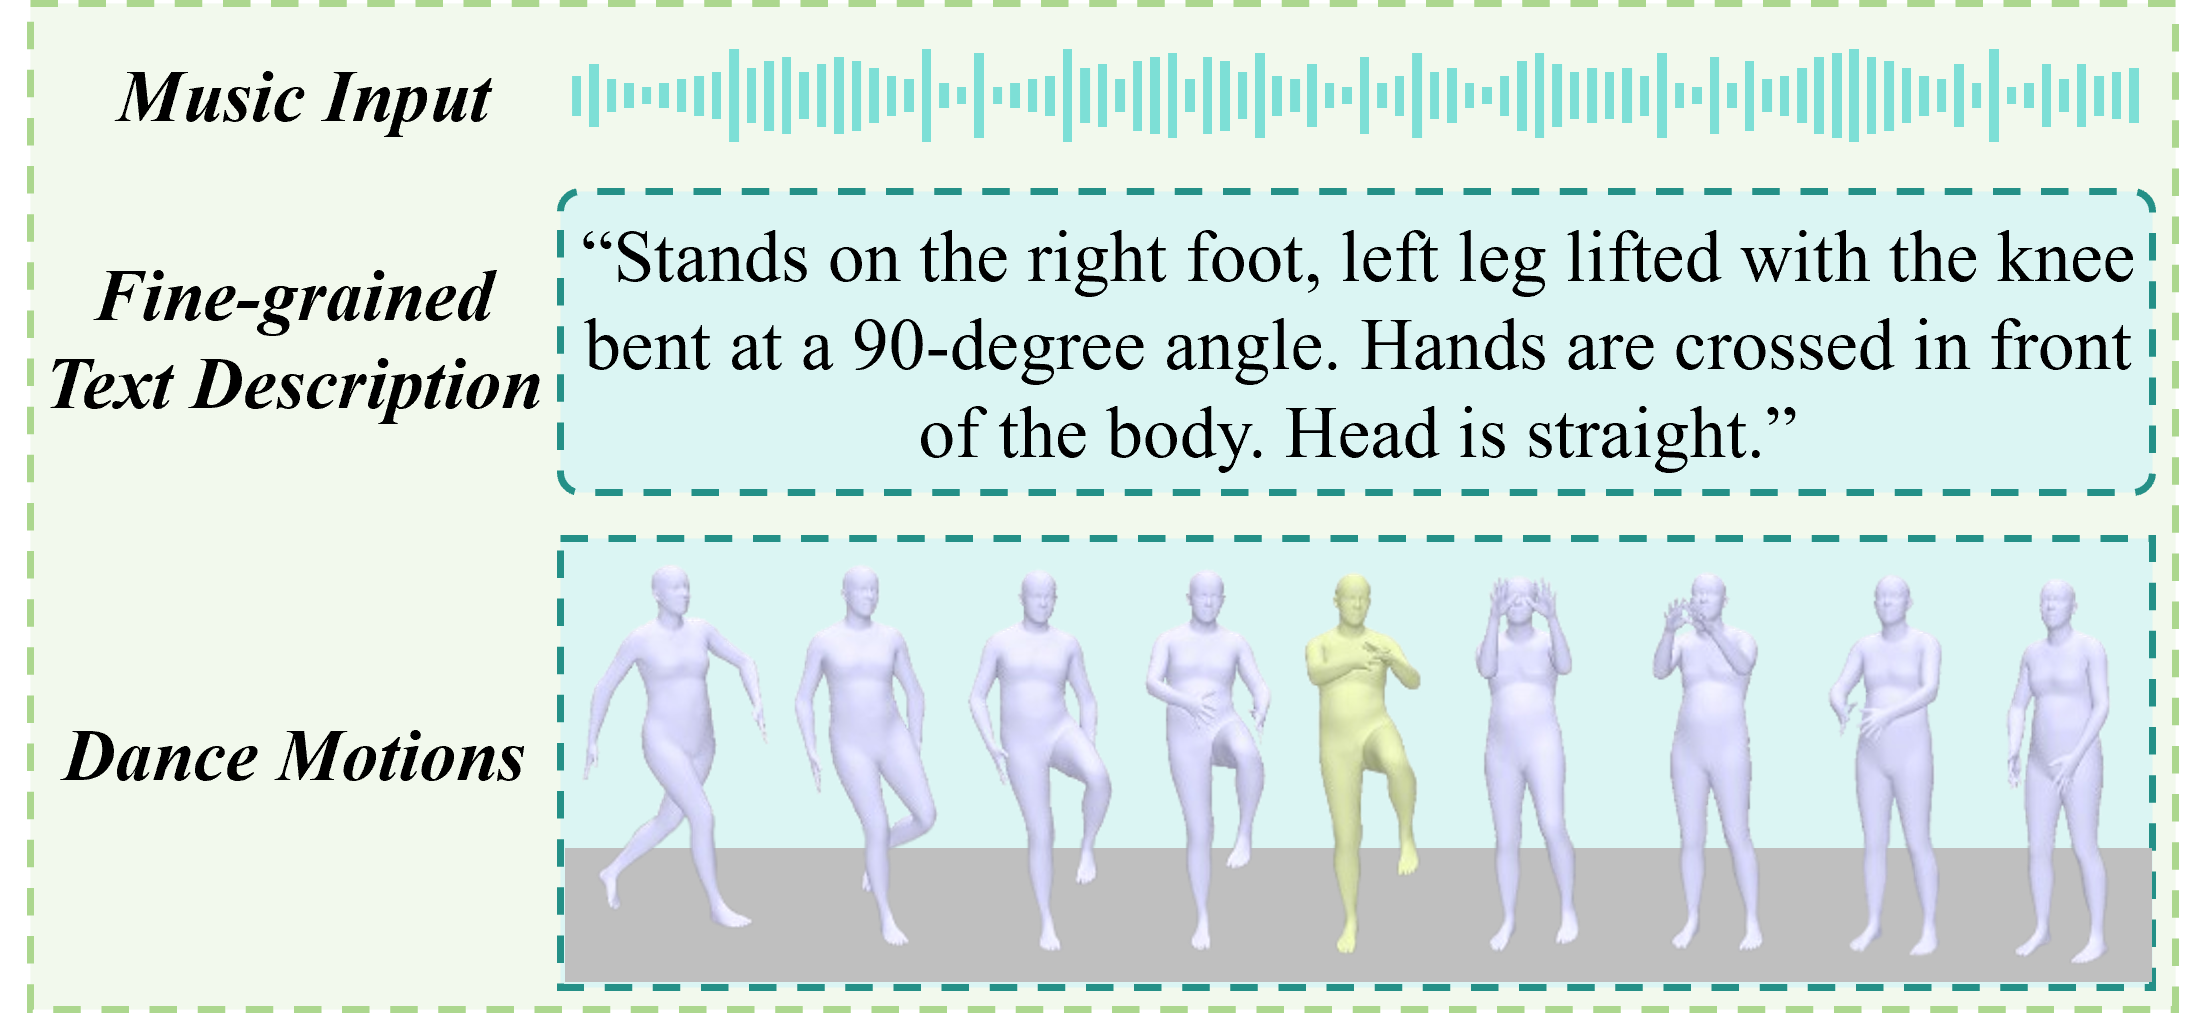 Music Input
Fine-grained
Text Description
“Stands on the right foot, left leg lifted with the knee
bent at a 90-degree angle. Hands are crossed in front
of the body. Head is straight.”
Dance Motions